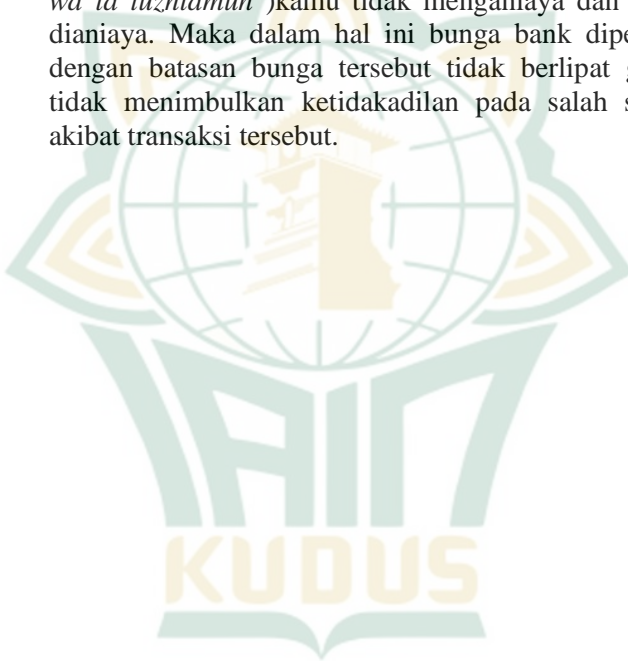 wa la tuzhlamun )kamu tidak menganiaya dan
dianiaya. Maka dalam hal ini bunga bank
dengan batasan bunga tersebut tidak berlipat
tidak menimbulkan ketidakadilan pada salah
akibat transaksi tersebut.
IAIN
KUDUS